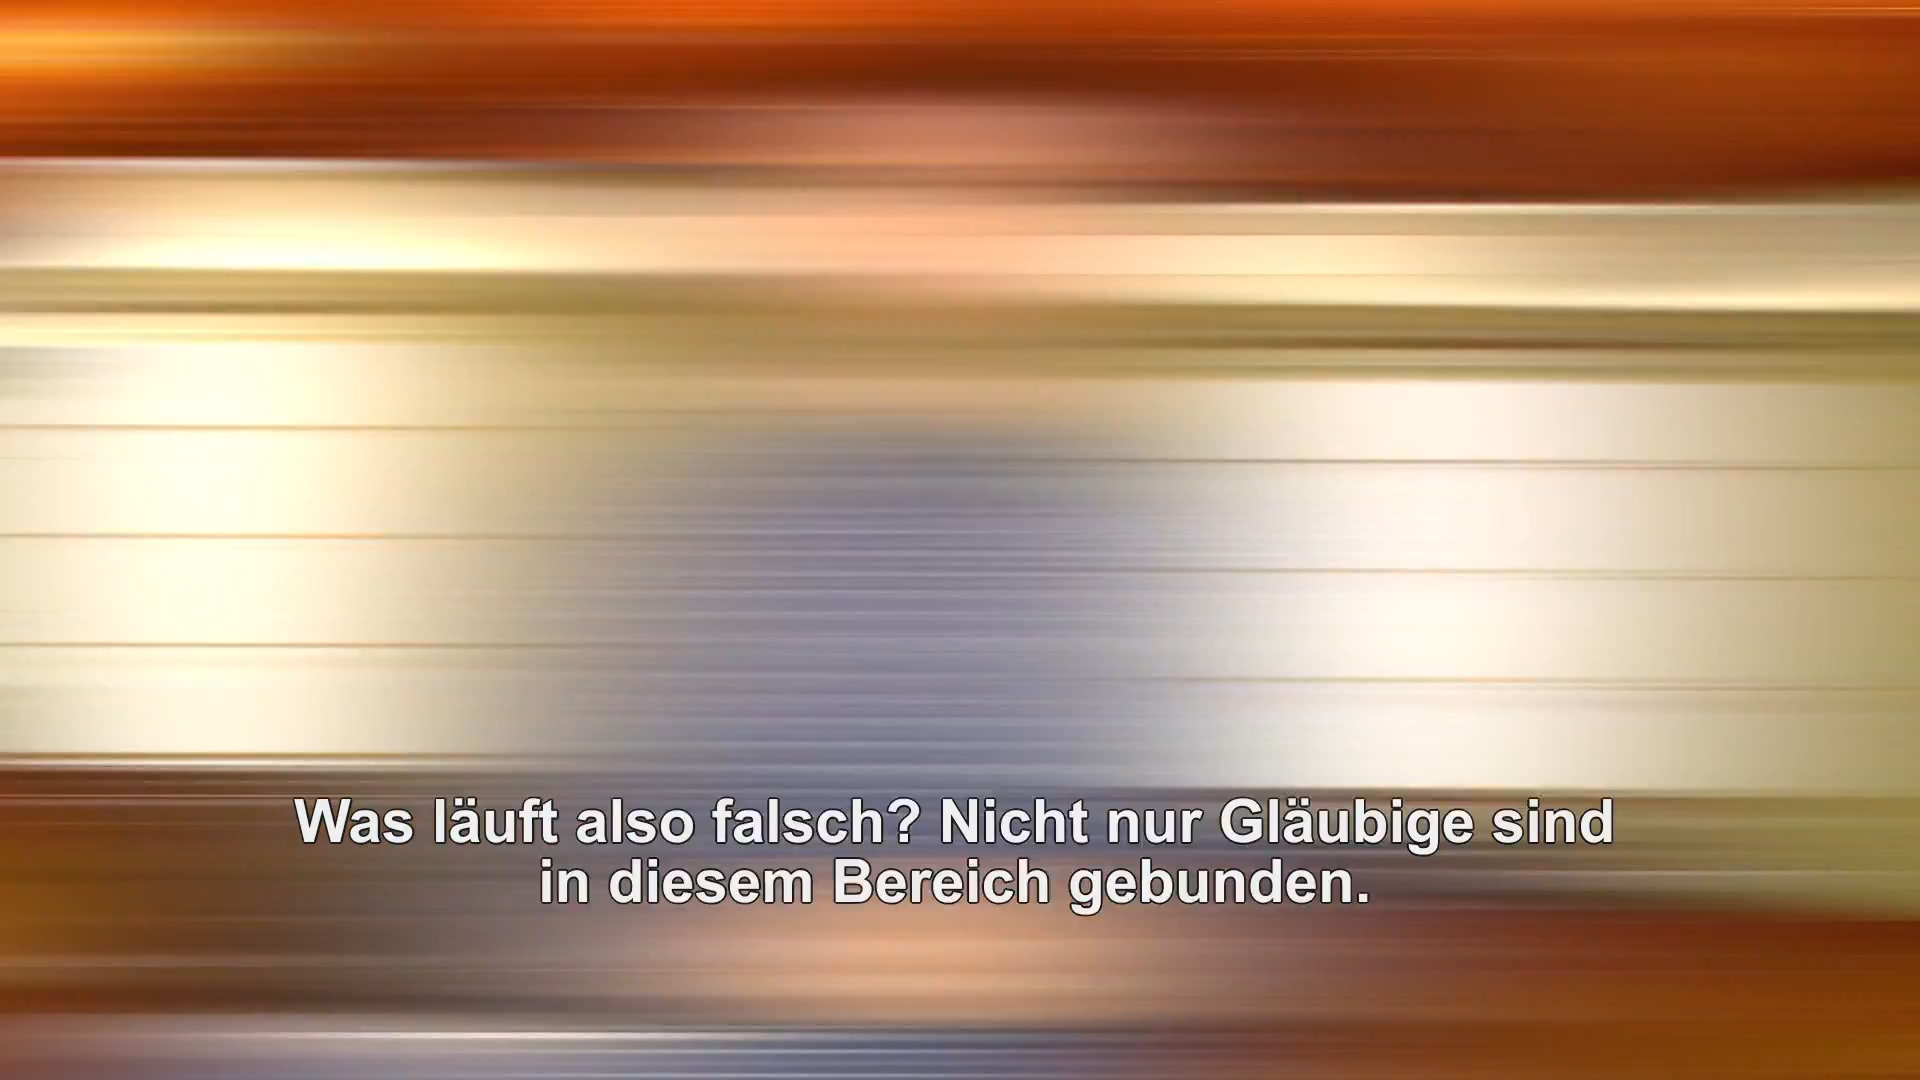 Was läuft also falsch? Nicht nur Gläubige sind
in diesem Bereich gebunden.